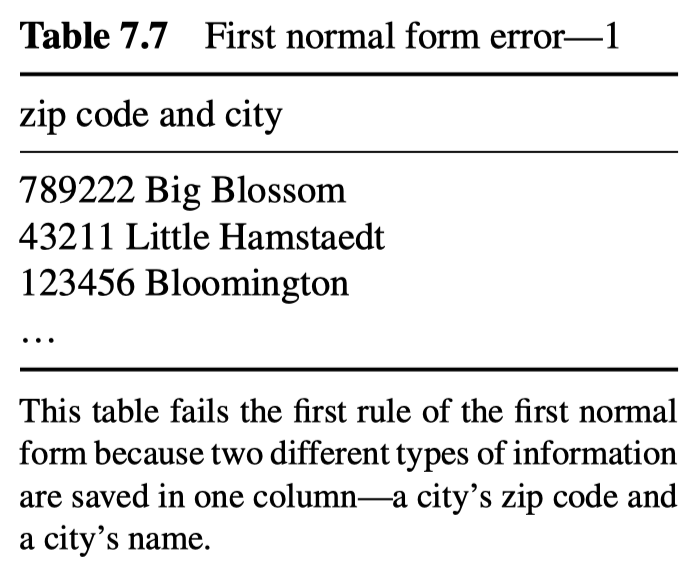 Table 7.7 First normal form error—1
zip code and city
789222 Big Blossom
43211 Little Hamstaedt
123456 Bloomington
…
This table fails the first rule of the first normal
form because two different types of information
are saved in one column—a city’s zip code and
a city’s name.